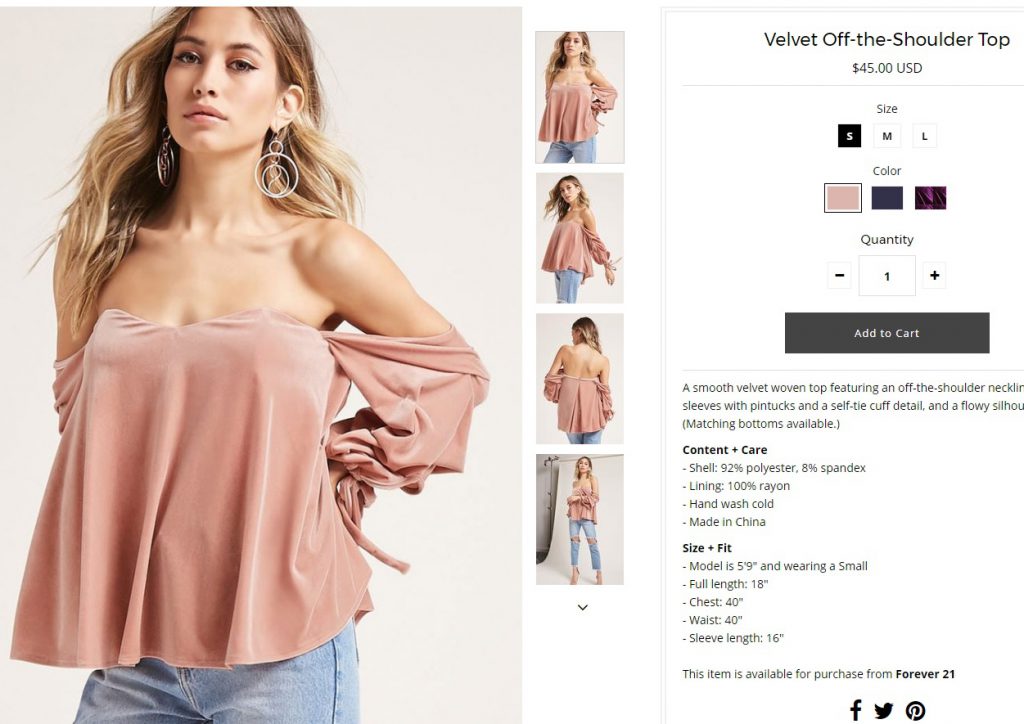 Velvet Off-the-Shoulder Top
$45.00 USD
Size
S M L
Color
Quantity
− 1 +
Add to Cart
A smooth velvet woven top featuring an off-the-shoulder
sleeves with pintucks and a self-tie cuff detail, and a flowy
(Matching bottoms available.)
Content + Care
- Shell: 92% polyester, 8% spandex
- Lining: 100% rayon
- Hand wash cold
- Made in China
Size + Fit
- Model is 5'9" and wearing a Small
- Full length: 18"
- Chest: 40"
- Waist: 40"
- Sleeve length: 16"
This item is available for purchase from Forever 21